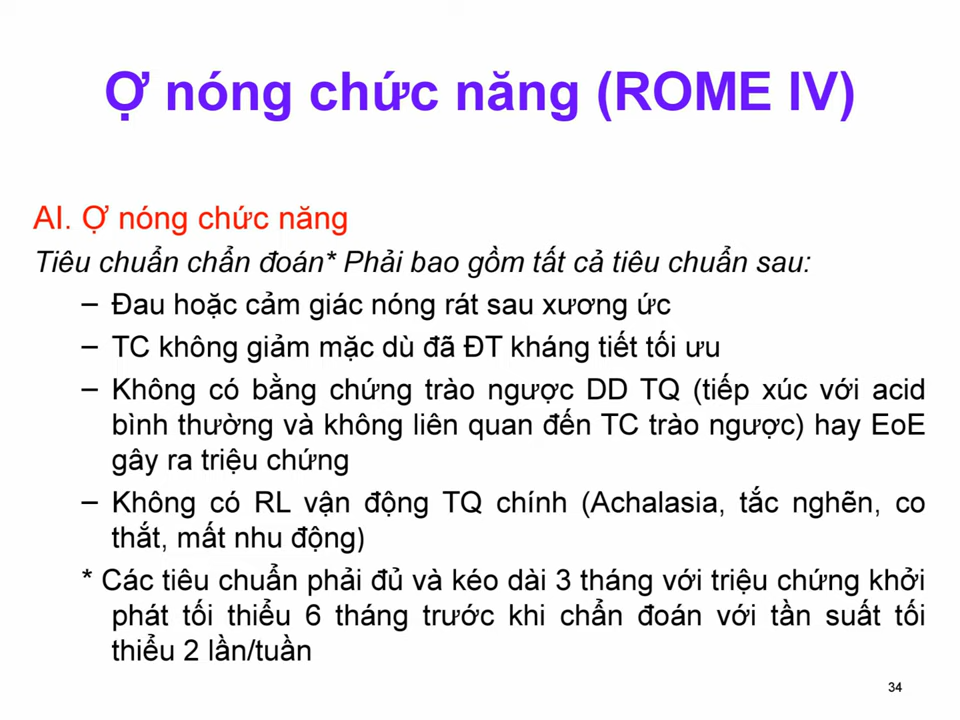 Ợ nóng chức năng (ROME IV)
AI. Ợ nóng chức năng
Tiêu chuẩn chẩn đoán* Phải bao gồm tất cả tiêu chuẩn sau:
– Đau hoặc cảm giác nóng rát sau xương ức
– TC không giảm mặc dù đã ĐT kháng tiết tối ưu
– Không có bằng chứng trào ngược DD TQ (tiếp xúc với acid
bình thường và không liên quan đến TC trào ngược) hay EoE
gây ra triệu chứng
– Không có RL vận động TQ chính (Achalasia, tắc nghẽn, co
thắt, mất nhu động)
* Các tiêu chuẩn phải đủ và kéo dài 3 tháng với triệu chứng khởi
phát tối thiểu 6 tháng trước khi chẩn đoán với tần suất tối
thiểu 2 lần/tuần
34